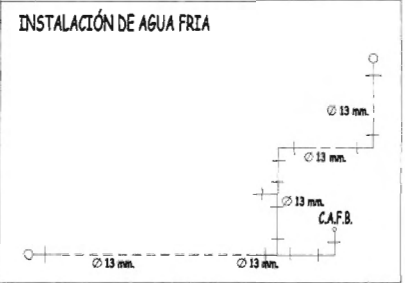 INSTALACIÓN DE AGUA FRIA
Ø 13 mm.
Ø 13 mm.
Ø 13 mm.
C.A.F.B.
Ø 13 mm.
Ø 13 mm.